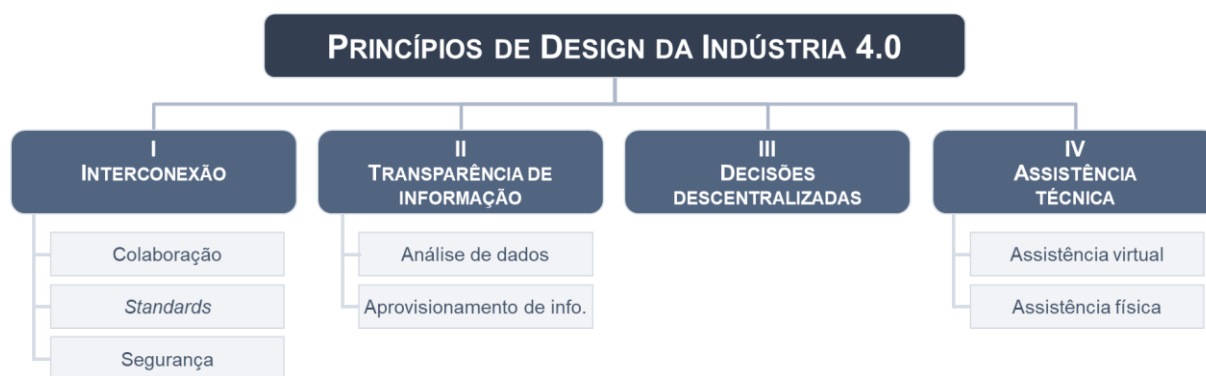 PRINCÍPIOS DE DESIGN DA INDÚSTRIA 4.0
I
INTERCONEXÃO
Colaboração
Standards
Segurança
II
TRANSPARÊNCIA DE
INFORMAÇÃO
Análise de dados
Aprovisionamento de info.
III
DECISÕES
DESCENTRALIZADAS
IV
ASSISTÊNCIA
TÉCNICA
Assistência virtual
Assistência física